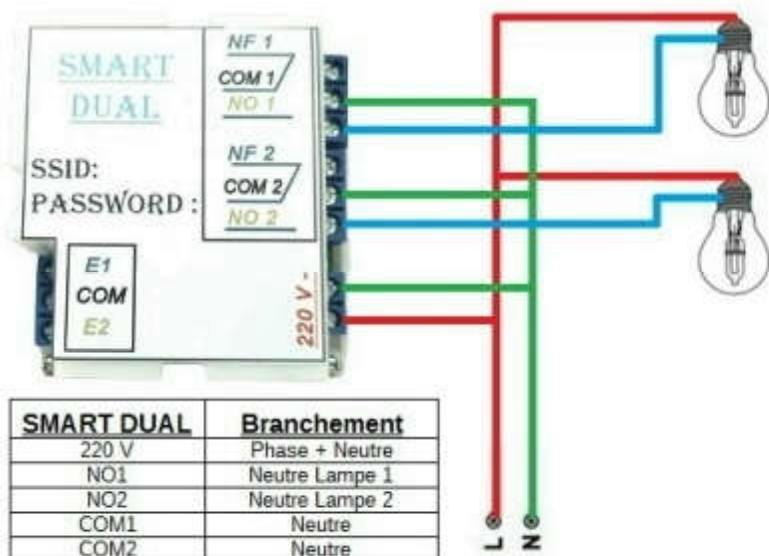 SMART
DUAL
SSID:
PASSWORD :
NF 1
COM 1
NO 1
NF 2
COM 2
NO 2
E1
COM
E2
220 V -
SMART DUAL Branchement
220 V Phase + Neutre
NO1 Neutre Lampe 1
NO2 Neutre Lampe 2
COM1 Neutre
COM2 Neutre
L N